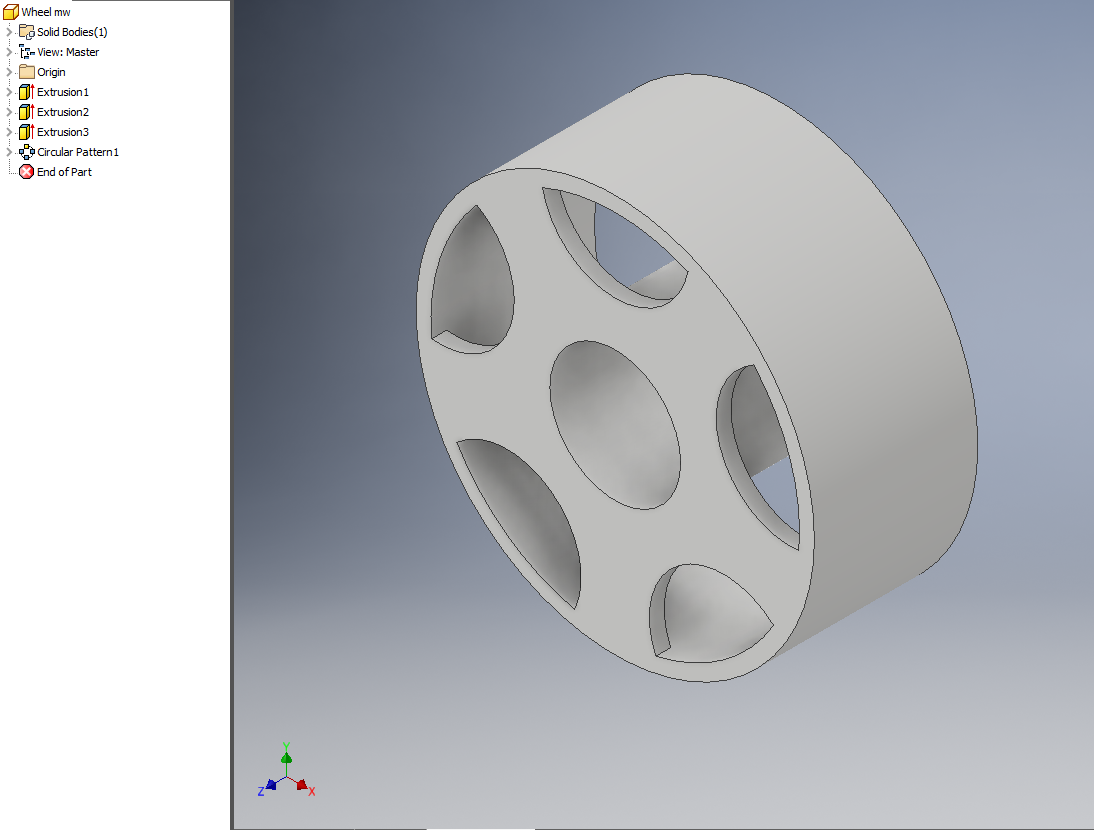 Wheel mw
Solid Bodies(1)
View: Master
Origin
Extrusion1
Extrusion2
Extrusion3
Circular Pattern1
End of Part
Y
Z
X